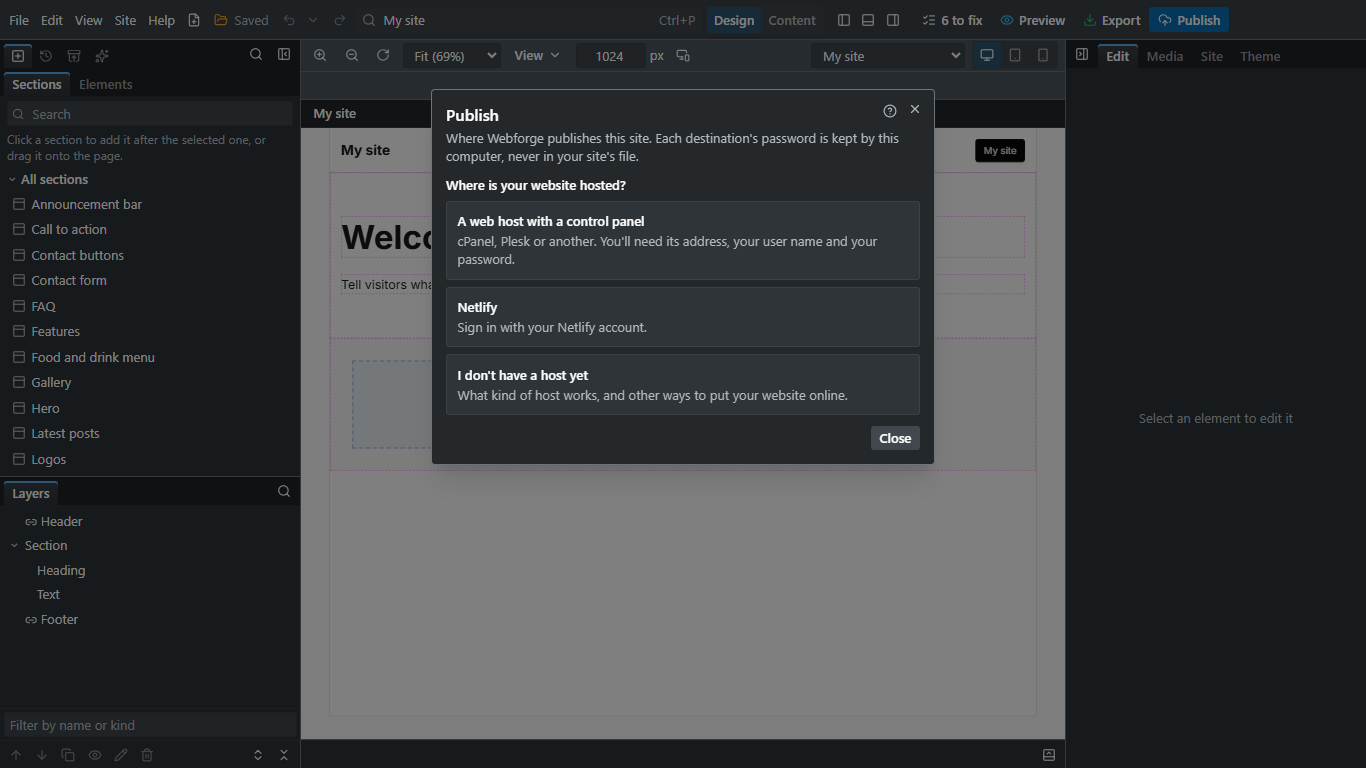 File Edit View Site Help Saved My site Ctrl+P Design Content 6 to fix Preview Export Publish
Fit (69%) View 1024 px My site Edit Media Site Theme
Sections Elements
Search
Click a section to add it after the selected one, or
drag it onto the page.
All sections
Announcement bar
Call to action
Contact buttons
Contact form
FAQ
Features
Food and drink menu
Gallery
Hero
Latest posts
Logos
Layers
Header
Section
Heading
Text
Footer
Filter by name or kind
My site
My site My site
Welco
Tell visitors wha
Publish
Where Webforge publishes this site. Each destination's password is kept by this
computer, never in your site's file.
Where is your website hosted?
A web host with a control panel
cPanel, Plesk or another. You'll need its address, your user name and your
password.
Netlify
Sign in with your Netlify account.
I don't have a host yet
What kind of host works, and other ways to put your website online.
Close
Select an element to edit it